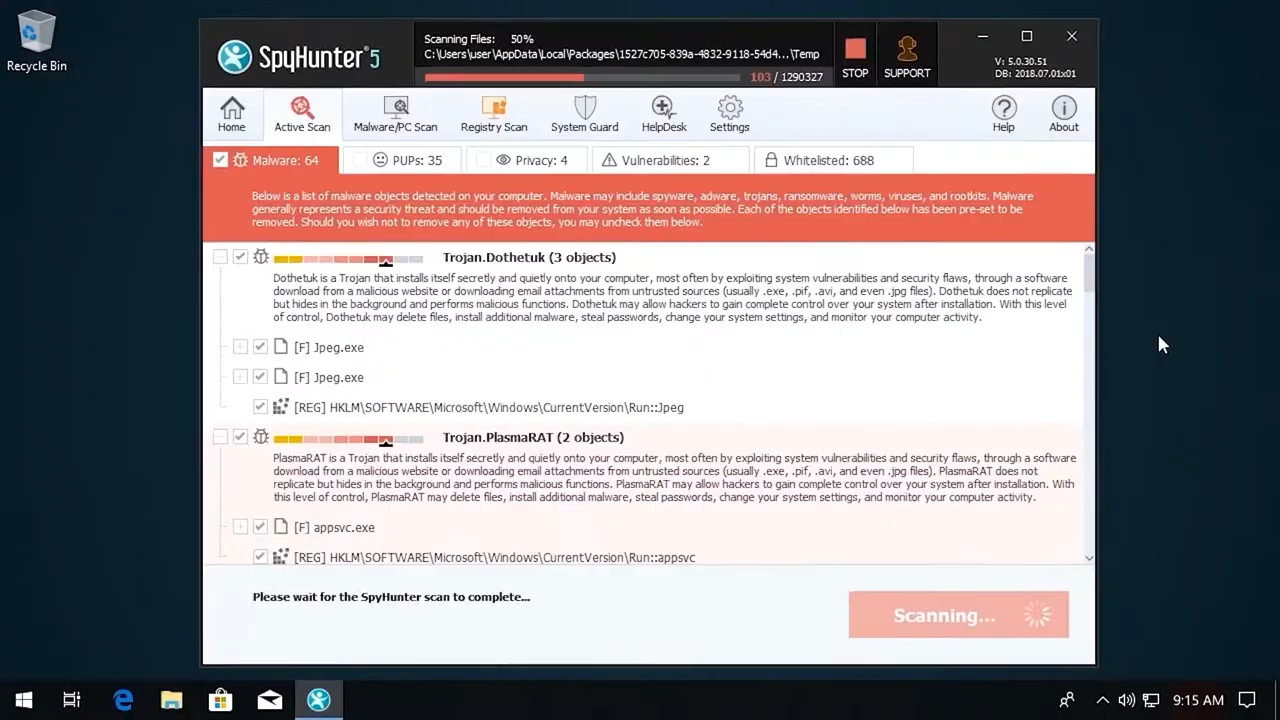 Recycle Bin
SpyHunter®5
Scanning Files: 50%
C:\Users\user\AppData\Local\Packages\1527c705-839a-4832-9118-54d4...\Temp
103 / 1290327
STOP
SUPPORT
V: 5.0.30.51
DB: 2018.07.01x01
Home
Active Scan
Malware/PC Scan
Registry Scan
System Guard
HelpDesk
Settings
Help
About
Malware: 64
PUPs: 35
Privacy: 4
Vulnerabilities: 2
Whitelisted: 688
Below is a list of malware objects detected on your computer. Malware may include spyware, adware, trojans, ransomware, worms, viruses, and rootkits. Malware
generally represents a security threat and should be removed from your system as soon as possible. Each of the objects identified below has been pre-set to be
removed. Should you wish not to remove any of these objects, you may uncheck them below.
Trojan.Dothetuk (3 objects)
Dothetuk is a Trojan that installs itself secretly and quietly onto your computer, most often by exploiting system vulnerabilities and security flaws, through a software
download from a malicious website or downloading email attachments from untrusted sources (usually .exe, .pif, .avi, and even .jpg files). Dothetuk does not replicate
but hides in the background and performs malicious functions. Dothetuk may allow hackers to gain complete control over your system after installation. With this level
of control, Dothetuk may delete files, install additional malware, steal passwords, change your system settings, and monitor your computer activity.
[F] Jpeg.exe
[F] Jpeg.exe
[REG] HKLM\SOFTWARE\Microsoft\Windows\CurrentVersion\Run::Jpeg
Trojan.PlasmaRAT (2 objects)
PlasmaRAT is a Trojan that installs itself secretly and quietly onto your computer, most often by exploiting system vulnerabilities and security flaws, through a software
download from a malicious website or downloading email attachments from untrusted sources (usually .exe, .pif, .avi, and even .jpg files). PlasmaRAT does not
replicate but hides in the background and performs malicious functions. PlasmaRAT may allow hackers to gain complete control over your system after installation. With
this level of control, PlasmaRAT may delete files, install additional malware, steal passwords, change your system settings, and monitor your computer activity.
[F] appsvc.exe
[REG] HKLM\SOFTWARE\Microsoft\Windows\CurrentVersion\Run::appsvc
Please wait for the SpyHunter scan to complete...
Scanning...
9:15 AM